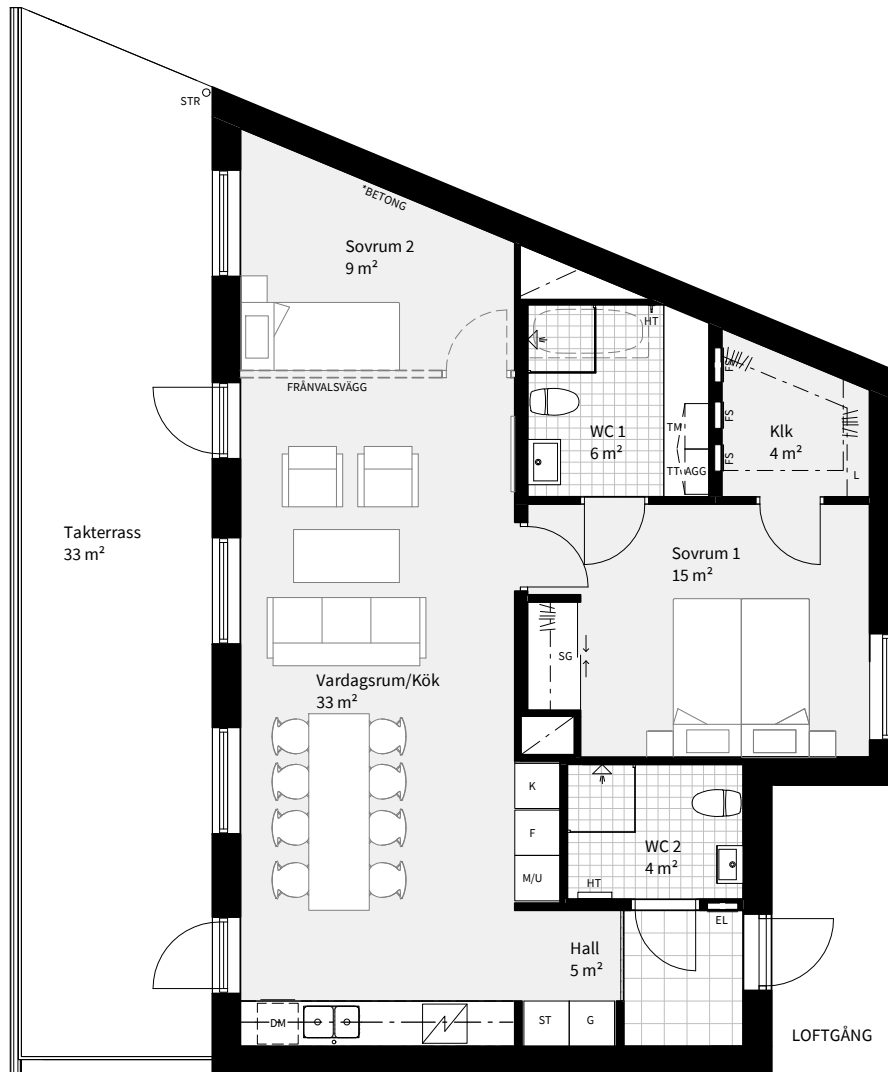 STR
*BETONG
Sovrum 2
9 m²
HT
FRÅNVALSVÄGG
FS
WC 1
6 m²
TM
FS
Klk
4 m²
TT
AGG
FS
L
Takterrass
33 m²
Sovrum 1
15 m²
SG
Vardagsrum/Kök
33 m²
K
F
M/U
WC 2
4 m²
HT
EL
Hall
5 m²
DM
ST
G
LOFTGÅNG